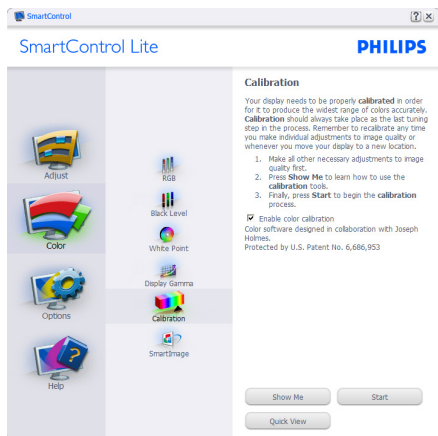 SmartControl
?
SmartControl Lite
PHILIPS
Adjust
Color
Options
Help
RGB
Black Level
White Point
Display Gamma
Calibration
SmartImage
Calibration
Your display needs to be properly calibrated in order
for it to produce the widest range of colors accurately.
Calibration should always take place as the last tuning
step in the process. Remember to recalibrate any time
you make individual adjustments to image quality or
whenever you move your display to a new location.
1. Make all other necessary adjustments to image
quality first.
2. Press Show Me to learn how to use the
calibration tools.
3. Finally, press Start to begin the calibration
process.
Enable color calibration
Color software designed in collaboration with Joseph
Holmes.
Protected by U.S. Patent No. 6,686,953
Show Me
Start
Quick View